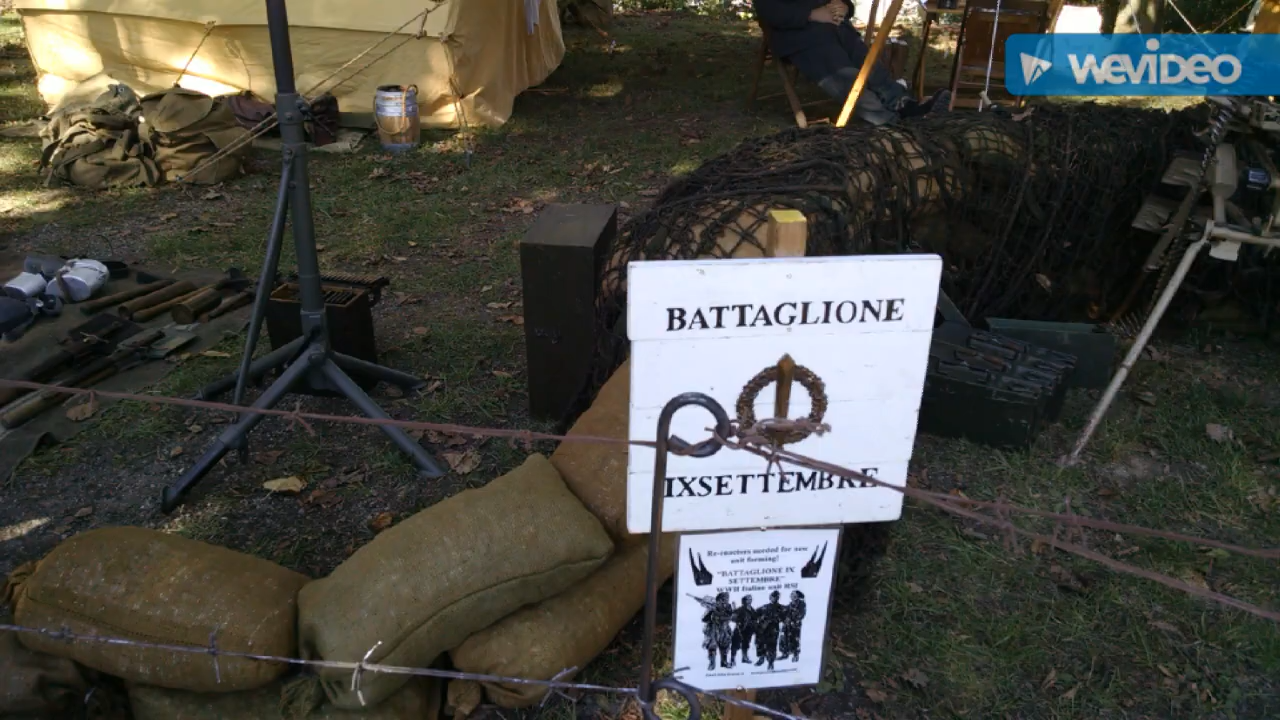 WEVIDEO
BATTAGLIONE
IXSETTEMBRE
Re-enactors needed for new
unit forming!
"BATTAGLIONE IX
SETTEMBRE"
WWII Italian unit RSI